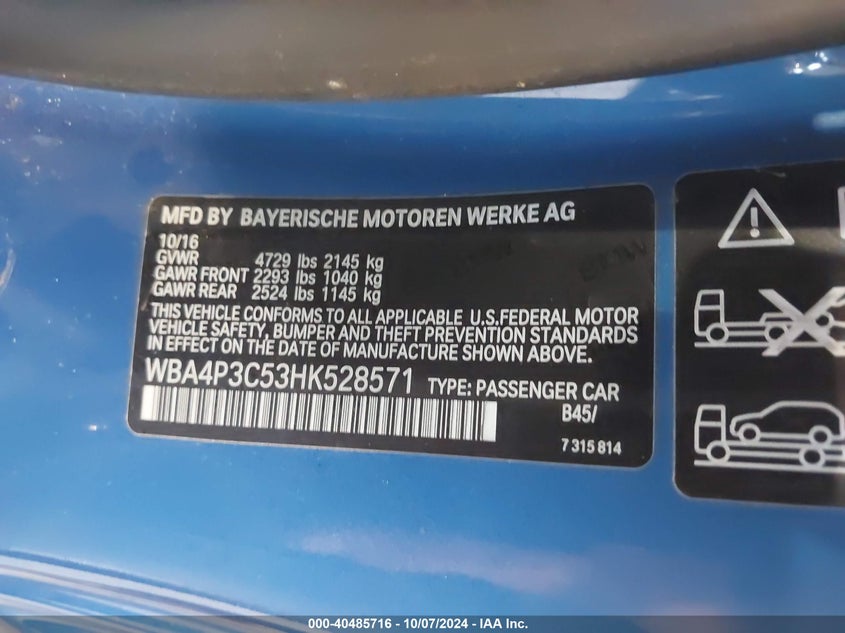 MFD BY BAYERISCHE MOTOREN WERKE AG
10/16
GVWR 4729 lbs 2145 kg
GAWR FRONT 2293 lbs 1040 kg
GAWR REAR 2524 lbs 1145 kg
THIS VEHICLE CONFORMS TO ALL APPLICABLE U.S.FEDERAL MOTOR
VEHICLE SAFETY, BUMPER AND THEFT PREVENTION STANDARDS
IN EFFECT ON THE DATE OF MANUFACTURE SHOWN ABOVE.
WBA4P3C53HK528571 TYPE: PASSENGER CAR
B45/
7 315 814
000-40485716 - 10/07/2024 - IAA Inc.